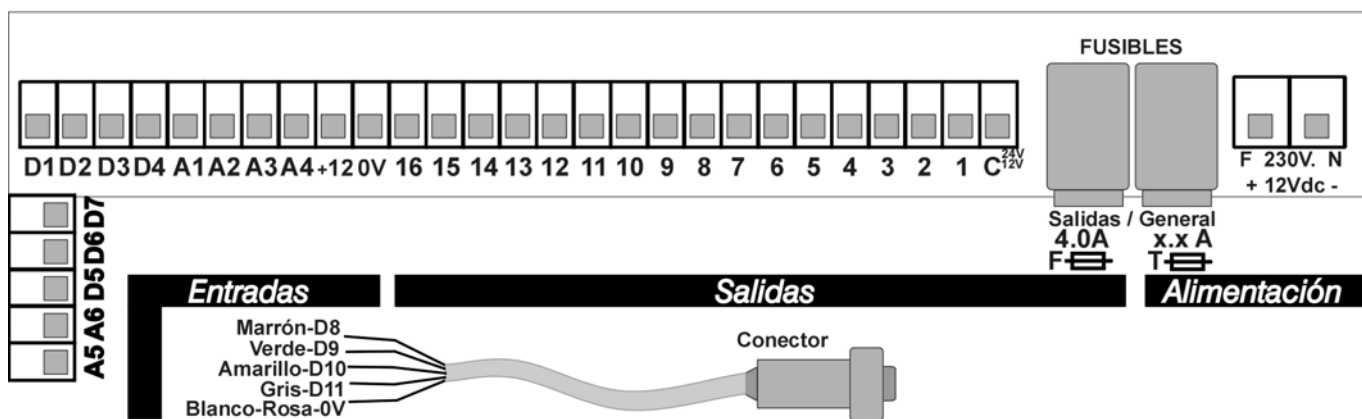 FUSIBLES
D1 D2 D3 D4 A1 A2 A3 A4 +12 0V 16 15 14 13 12 11 10 9 8 7 6 5 4 3 2 1 C 24V 12V
F 230V. N
+ 12Vdc -
Salidas / General
4.0A x.x A
F T
D7
D6
D5
A6
A5
Entradas
Salidas
Alimentación
Marrón-D8
Verde-D9
Amarillo-D10
Gris-D11
Blanco-Rosa-0V
Conector